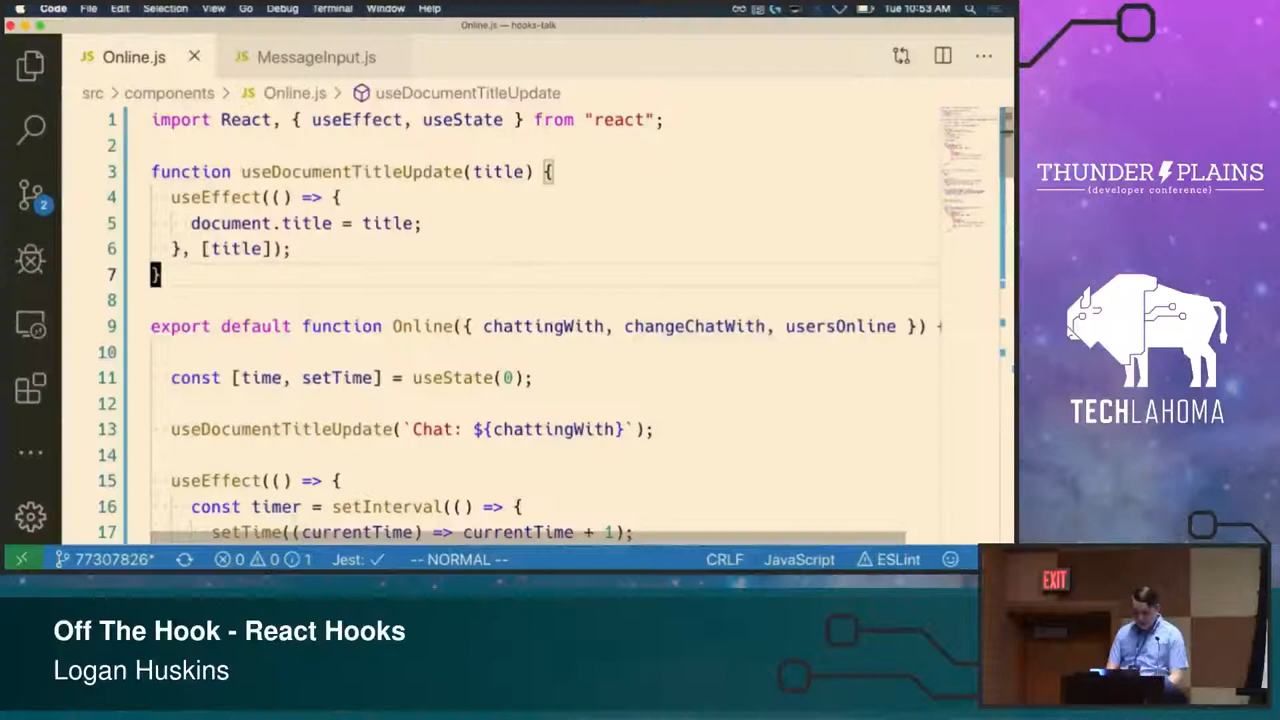 Code File Edit Selection View Go Debug Terminal Window Help Tue 10:53 AM
Online.js — hooks-talk
JS Online.js JS MessageInput.js
src > components > JS Online.js > useDocumentTitleUpdate
1 import React, { useEffect, useState } from "react";
2
3 function useDocumentTitleUpdate(title) {
4 useEffect(() => {
5 document.title = title;
6 }, [title]);
7 }
8
9 export default function Online({ chattingWith, changeChatWith, usersOnline }) {
10
11 const [time, setTime] = useState(0);
12
13 useDocumentTitleUpdate(`Chat: ${chattingWith}`);
14
15 useEffect(() => {
16 const timer = setInterval(() => {
17 setTime((currentTime) => currentTime + 1);
2
77307826* 0 0 1 Jest: ✓ -- NORMAL -- CRLF JavaScript ESLint
THUNDER PLAINS
{developer conference}
TECHLAHOMA
EXIT
Off The Hook - React Hooks
Logan Huskins